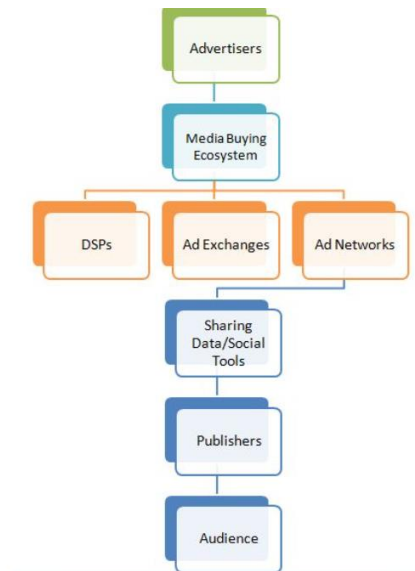 Advertisers
Media Buying
Ecosystem
DSPs
Ad Exchanges
Ad Networks
Sharing
Data/Social
Tools
Publishers
Audience